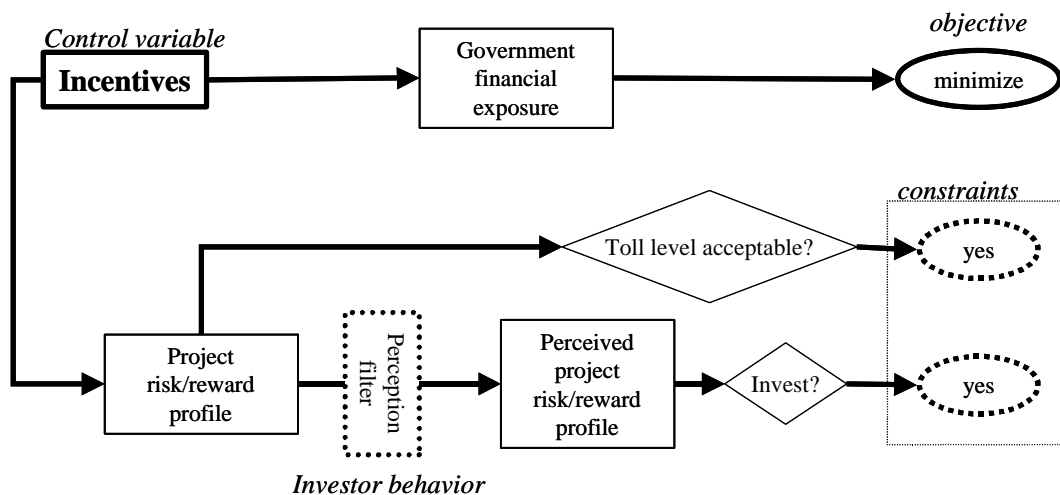 Control variable
Incentives
Government
financial
exposure
objective
minimize
constraints
Toll level acceptable?
yes
Project
risk/reward
profile
Perception
filter
Perceived
project
risk/reward
profile
Invest?
yes
Investor behavior